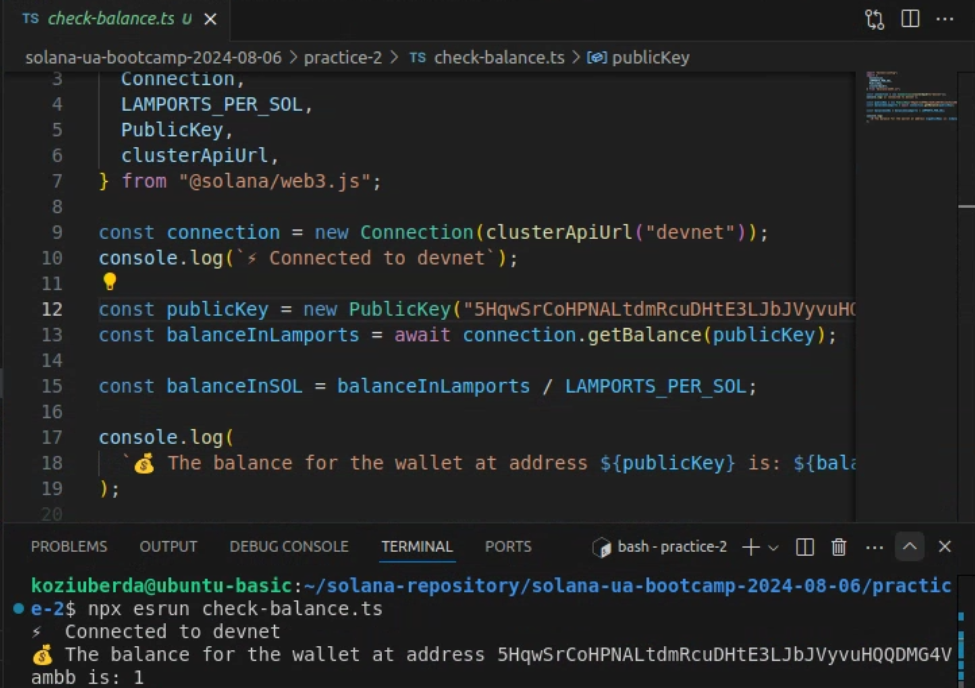 TS check-balance.ts U ×
solana-ua-bootcamp-2024-08-06 > practice-2 > TS check-balance.ts > publicKey
3 Connection,
4 LAMPORTS_PER_SOL,
5 PublicKey,
6 clusterApiUrl,
7 } from "@solana/web3.js";
8
9 const connection = new Connection(clusterApiUrl("devnet"));
10 console.log(`⚡ Connected to devnet`);
11
12 const publicKey = new PublicKey("5HqwSrCoHPNALtdmRcuDHtE3LJbJVyvuHQ
13 const balanceInLamports = await connection.getBalance(publicKey);
14
15 const balanceInSOL = balanceInLamports / LAMPORTS_PER_SOL;
16
17 console.log(
18 `💰 The balance for the wallet at address ${publicKey} is: ${bala
19 );
20
PROBLEMS OUTPUT DEBUG CONSOLE TERMINAL PORTS bash - practice-2
koziuberda@ubuntu-basic:~/solana-repository/solana-ua-bootcamp-2024-08-06/practic
e-2$ npx esrun check-balance.ts
⚡ Connected to devnet
💰 The balance for the wallet at address 5HqwSrCoHPNALtdmRcuDHtE3LJbJVyvuHQQDMG4V
ambb is: 1